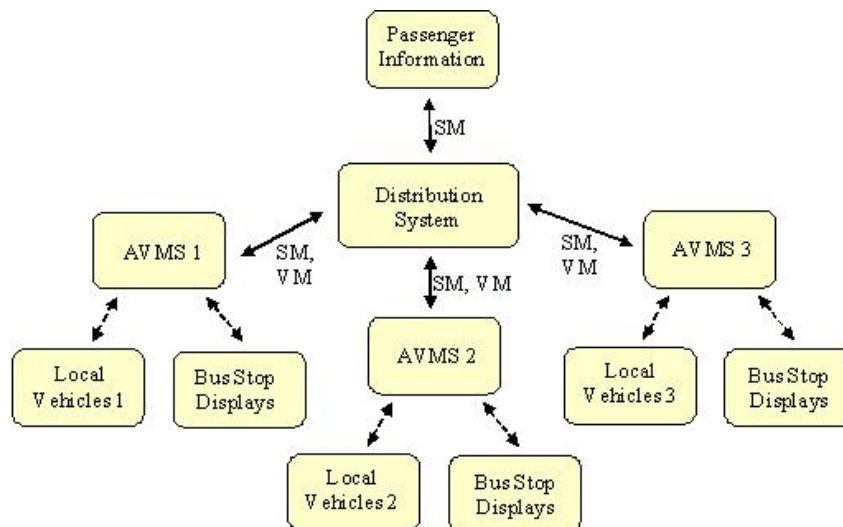 Passenger
Information
SM
Distribution
System
AVMS 1
SM,
VM
SM, VM
SM,
VM
AVMS 3
AVMS 2
Local
Vehicles 1
Bus Stop
Displays
Local
Vehicles 3
Bus Stop
Displays
Local
Vehicles 2
Bus Stop
Displays